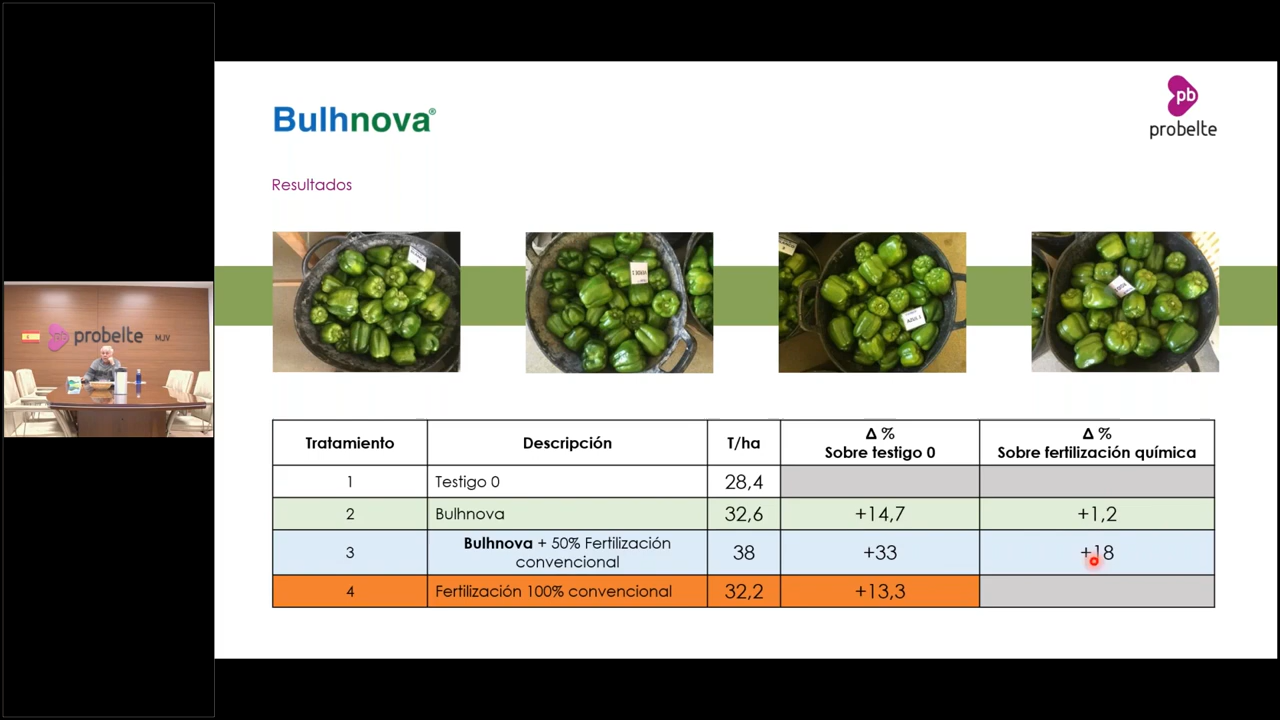 Bulhnova®
pb
probelte
Resultados
probelte MJV
Tratamiento Descripción T/ha Δ % Sobre testigo 0 Δ % Sobre fertilización química
1 Testigo 0 28,4
2 Bulhnova 32,6 +14,7 +1,2
3 Bulhnova + 50% Fertilización convencional 38 +33 +18
4 Fertilización 100% convencional 32,2 +13,3